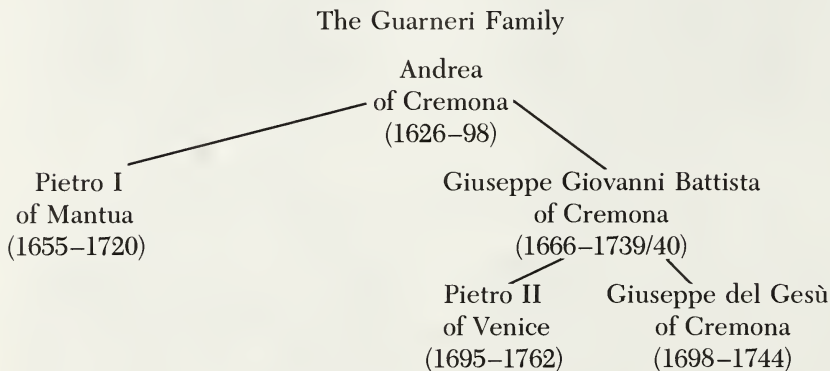 The Guarneri Family
Andrea
of Cremona
(1626–98)
Pietro I
of Mantua
(1655–1720)
Giuseppe Giovanni Battista
of Cremona
(1666–1739/40)
Pietro II
of Venice
(1695–1762)
Giuseppe del Gesù
of Cremona
(1698–1744)